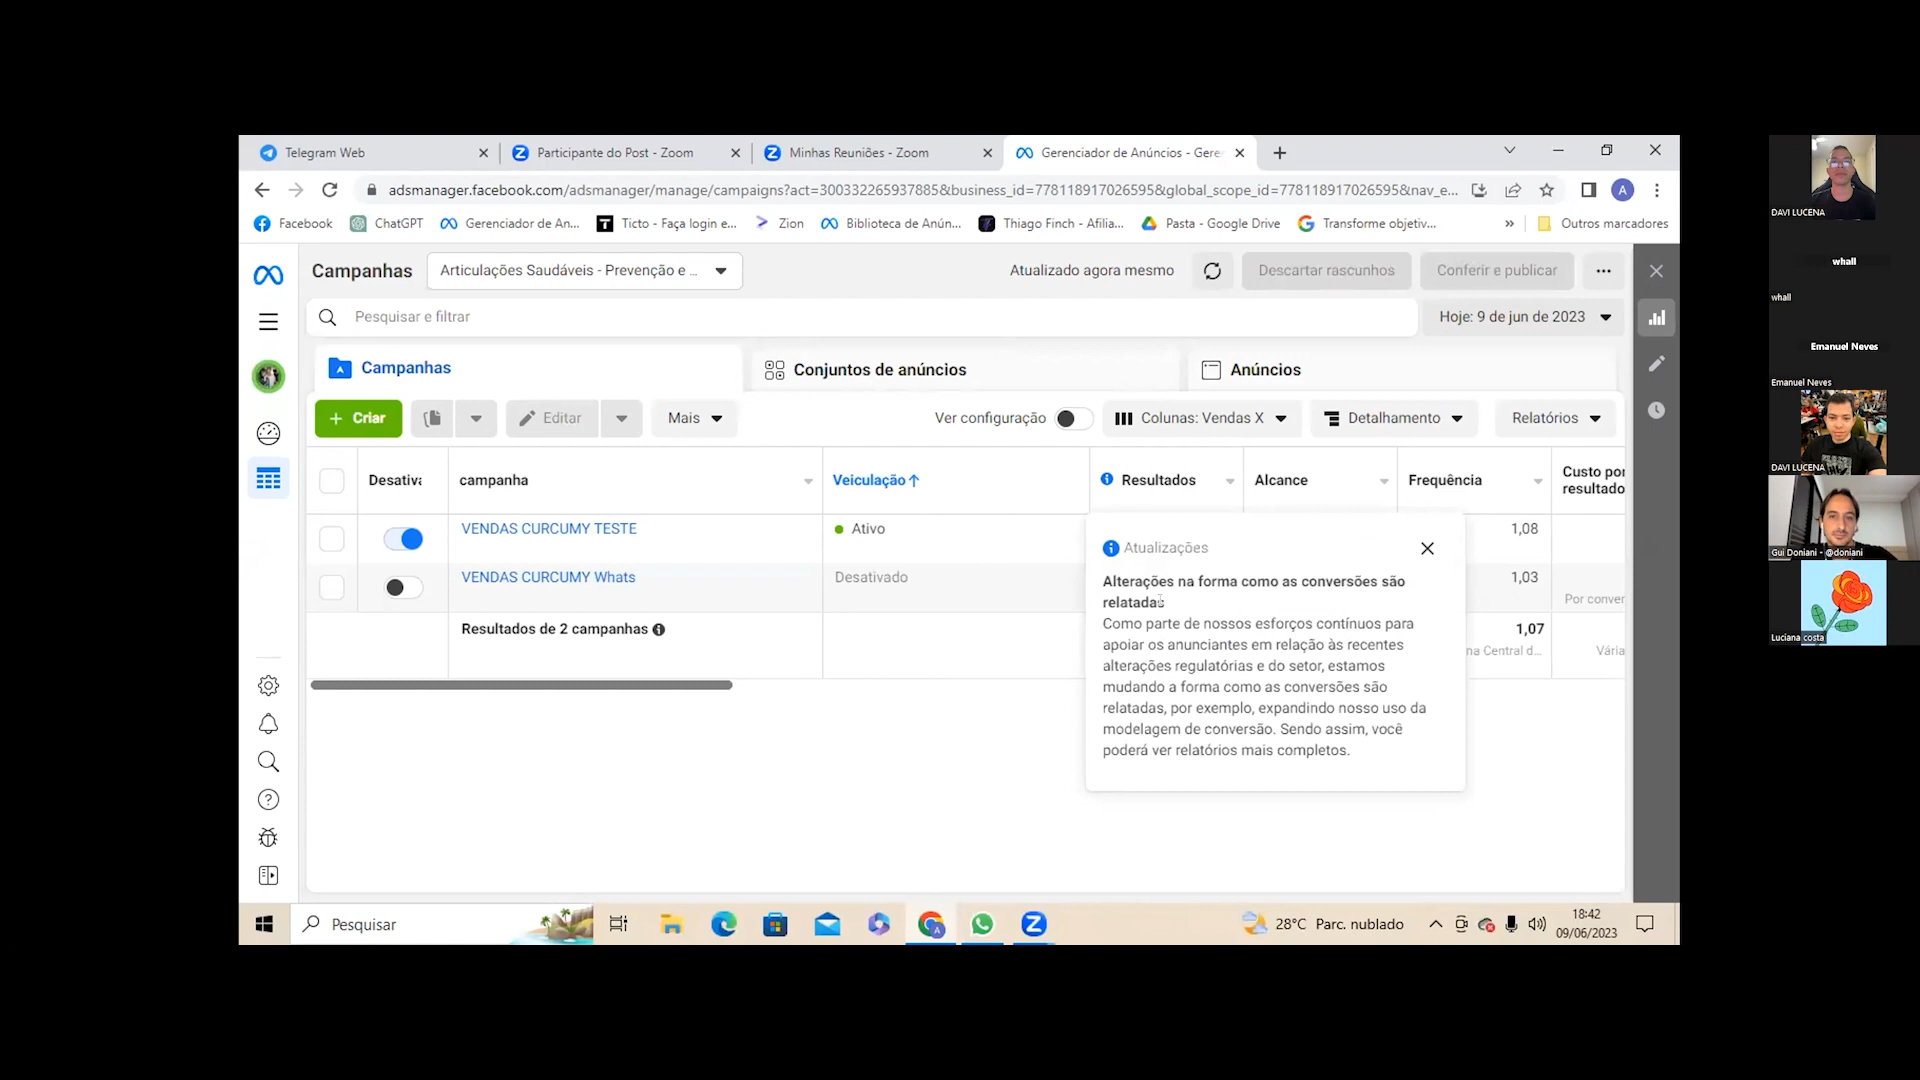 Telegram Web
Participante do Post - Zoom
Minhas Reuniões - Zoom
Gerenciador de Anúncios - Gere
adsmanager.facebook.com/adsmanager/manage/campaigns?act=300332265937885&business_id=778118917026595&global_scope_id=778118917026595&nav_e...
A
Facebook
ChatGPT
Gerenciador de An...
Ticto - Faça login e...
Zion
Biblioteca de Anún...
Thiago Finch - Afilia...
Pasta - Google Drive
Transforme objetiv...
»
Outros marcadores
Campanhas
Articulações Saudáveis - Prevenção e ...
Atualizado agora mesmo
Descartar rascunhos
Conferir e publicar
Pesquisar e filtrar
Hoje: 9 de jun de 2023
Campanhas
Conjuntos de anúncios
Anúncios
+ Criar
Editar
Mais
Ver configuração
Colunas: Vendas X
Detalhamento
Relatórios
Desativa
campanha
Veiculação↑
Resultados
Alcance
Frequência
Custo por
resultado
VENDAS CURCUMY TESTE
Ativo
1,08
VENDAS CURCUMY Whats
Desativado
1,03
Por conver
Resultados de 2 campanhas
1,07
na Central d...
Vária
Atualizações
Alterações na forma como as conversões são
relatadas
Como parte de nossos esforços contínuos para
apoiar os anunciantes em relação às recentes
alterações regulatórias e do setor, estamos
mudando a forma como as conversões são
relatadas, por exemplo, expandindo nosso uso da
modelagem de conversão. Sendo assim, você
poderá ver relatórios mais completos.
Pesquisar
28°C Parc. nublado
18:42
09/06/2023
DAVI LUCENA
whall
whall
Emanuel Neves
Emanuel Neves
DAVI LUCENA
Gui Doniani - @doniani
Luciana costa